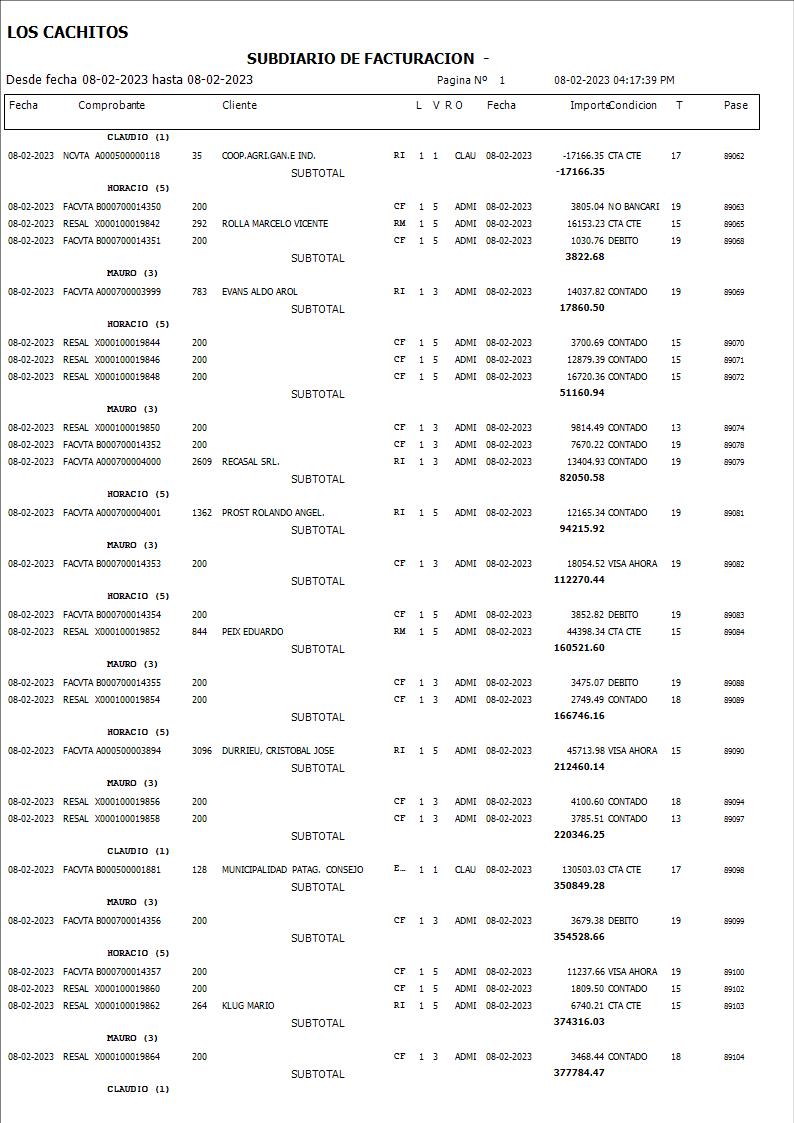 LOS CACHITOS
SUBDIARIO DE FACTURACION -
Desde fecha 08-02-2023 hasta 08-02-2023 Pagina Nº 1 08-02-2023 04:17:39 PM
Fecha Comprobante Cliente L V R O Fecha Importe Condicion T Pase
CLAUDIO (1)
08-02-2023 NCVTA A000500000118 35 COOP.AGRI.GAN.E IND. RI 1 1 CLAU 08-02-2023 -17166.35 CTA CTE 17 89062
SUBTOTAL -17166.35
HORACIO (5)
08-02-2023 FACVTA B000700014350 200 CF 1 5 ADMI 08-02-2023 3805.04 NO BANCARI 19 89063
08-02-2023 RESAL X000100019842 292 ROLLA MARCELO VICENTE RM 1 5 ADMI 08-02-2023 16153.23 CTA CTE 15 89065
08-02-2023 FACVTA B000700014351 200 CF 1 5 ADMI 08-02-2023 1030.76 DEBITO 19 89068
SUBTOTAL 3822.68
MAURO (3)
08-02-2023 FACVTA A000700003999 783 EVANS ALDO AROL RI 1 3 ADMI 08-02-2023 14037.82 CONTADO 19 89069
SUBTOTAL 17860.50
HORACIO (5)
08-02-2023 RESAL X000100019844 200 CF 1 5 ADMI 08-02-2023 3700.69 CONTADO 15 89070
08-02-2023 RESAL X000100019846 200 CF 1 5 ADMI 08-02-2023 12879.39 CONTADO 15 89071
08-02-2023 RESAL X000100019848 200 CF 1 5 ADMI 08-02-2023 16720.36 CONTADO 15 89072
SUBTOTAL 51160.94
MAURO (3)
08-02-2023 RESAL X000100019850 200 CF 1 3 ADMI 08-02-2023 9814.49 CONTADO 13 89074
08-02-2023 FACVTA B000700014352 200 CF 1 3 ADMI 08-02-2023 7670.22 CONTADO 19 89078
08-02-2023 FACVTA A000700004000 2609 RECASAL SRL. RI 1 3 ADMI 08-02-2023 13404.93 CONTADO 19 89079
SUBTOTAL 82050.58
HORACIO (5)
08-02-2023 FACVTA A000700004001 1362 PROST ROLANDO ANGEL. RI 1 5 ADMI 08-02-2023 12165.34 CONTADO 19 89081
SUBTOTAL 94215.92
MAURO (3)
08-02-2023 FACVTA B000700014353 200 CF 1 3 ADMI 08-02-2023 18054.52 VISA AHORA 19 89082
SUBTOTAL 112270.44
HORACIO (5)
08-02-2023 FACVTA B000700014354 200 CF 1 5 ADMI 08-02-2023 3852.82 DEBITO 19 89083
08-02-2023 RESAL X000100019852 844 PEIX EDUARDO RM 1 5 ADMI 08-02-2023 44398.34 CTA CTE 15 89084
SUBTOTAL 160521.60
MAURO (3)
08-02-2023 FACVTA B000700014355 200 CF 1 3 ADMI 08-02-2023 3475.07 DEBITO 19 89088
08-02-2023 RESAL X000100019854 200 CF 1 3 ADMI 08-02-2023 2749.49 CONTADO 18 89089
SUBTOTAL 166746.16
HORACIO (5)
08-02-2023 FACVTA A000500003894 3096 DURRIEU, CRISTOBAL JOSE RI 1 5 ADMI 08-02-2023 45713.98 VISA AHORA 15 89090
SUBTOTAL 212460.14
MAURO (3)
08-02-2023 RESAL X000100019856 200 CF 1 3 ADMI 08-02-2023 4100.60 CONTADO 18 89094
08-02-2023 RESAL X000100019858 200 CF 1 3 ADMI 08-02-2023 3785.51 CONTADO 13 89097
SUBTOTAL 220346.25
CLAUDIO (1)
08-02-2023 FACVTA B000500001881 128 MUNICIPALIDAD PATAG. CONSEJO E... 1 1 CLAU 08-02-2023 130503.03 CTA CTE 17 89098
SUBTOTAL 350849.28
MAURO (3)
08-02-2023 FACVTA B000700014356 200 CF 1 3 ADMI 08-02-2023 3679.38 DEBITO 19 89099
SUBTOTAL 354528.66
HORACIO (5)
08-02-2023 FACVTA B000700014357 200 CF 1 5 ADMI 08-02-2023 11237.66 VISA AHORA 19 89100
08-02-2023 RESAL X000100019860 200 CF 1 5 ADMI 08-02-2023 1809.50 CONTADO 15 89102
08-02-2023 RESAL X000100019862 264 KLUG MARIO RI 1 5 ADMI 08-02-2023 6740.21 CTA CTE 15 89103
SUBTOTAL 374316.03
MAURO (3)
08-02-2023 RESAL X000100019864 200 CF 1 3 ADMI 08-02-2023 3468.44 CONTADO 18 89104
SUBTOTAL 377784.47
CLAUDIO (1)